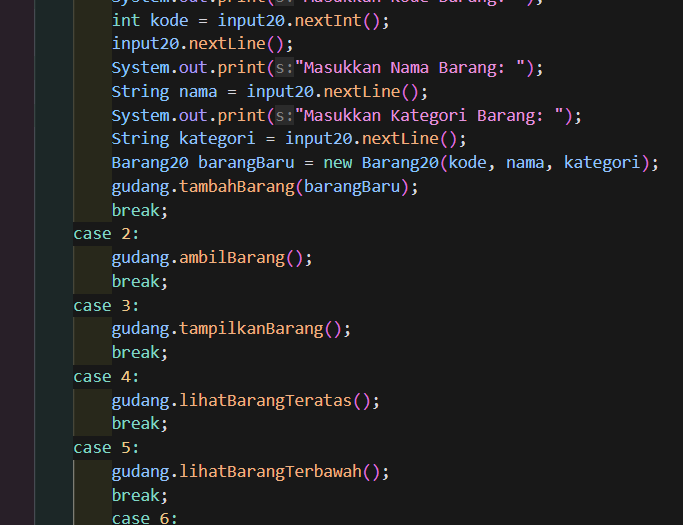 System.out.print(s:"Masukkan Kode Barang: ");
int kode = input20.nextInt();
input20.nextLine();
System.out.print(s:"Masukkan Nama Barang: ");
String nama = input20.nextLine();
System.out.print(s:"Masukkan Kategori Barang: ");
String kategori = input20.nextLine();
Barang20 barangBaru = new Barang20(kode, nama, kategori);
gudang.tambahBarang(barangBaru);
break;
case 2:
gudang.ambilBarang();
break;
case 3:
gudang.tampilkanBarang();
break;
case 4:
gudang.lihatBarangTeratas();
break;
case 5:
gudang.lihatBarangTerbawah();
break;
case 6: